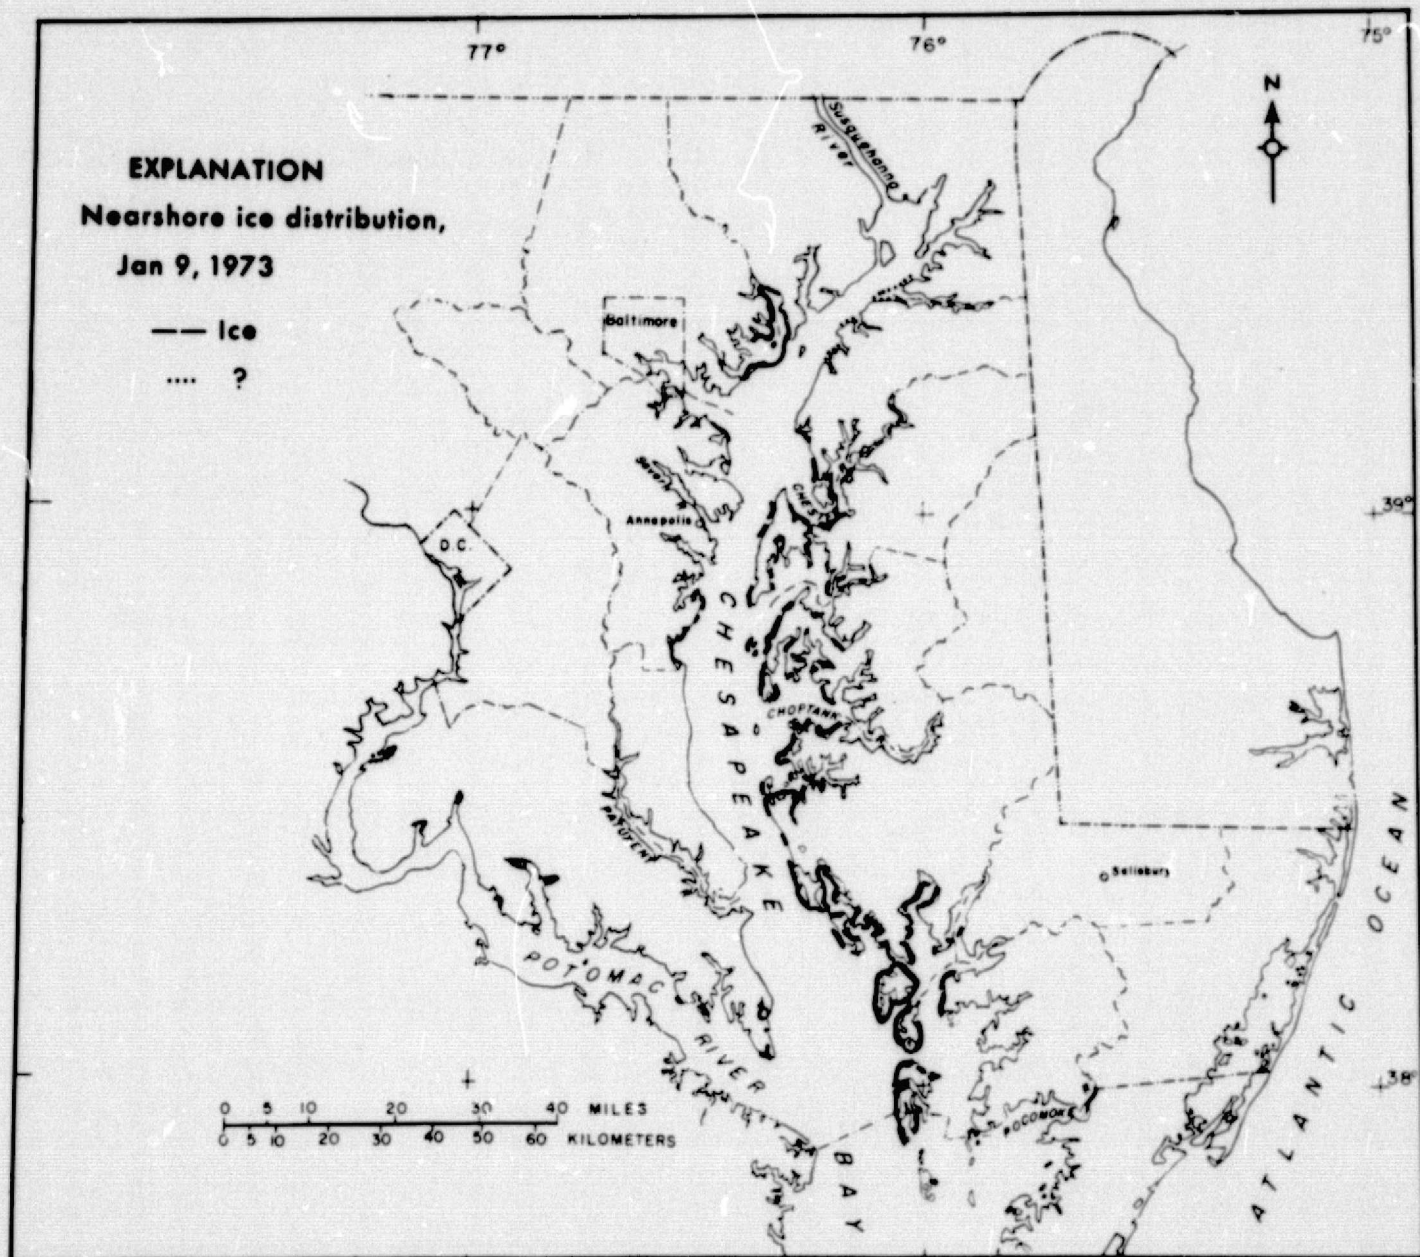 77°
76°
75°
N
EXPLANATION
Nearshore ice distribution,
Jan 9, 1973
Ice
?
Susquehanna
River
Baltimore
Severn R
Annapolis
CHES
39°
D.C.
CHESAPEAKE
CHOPTANK
PATUXENT
Salisbury
OCEAN
POTOMAC
RIVER
ATLANTIC
38°
POCOMOKE
0 5 10 20 30 40 MILES
0 5 10 20 30 40 50 60 KILOMETERS
BAY